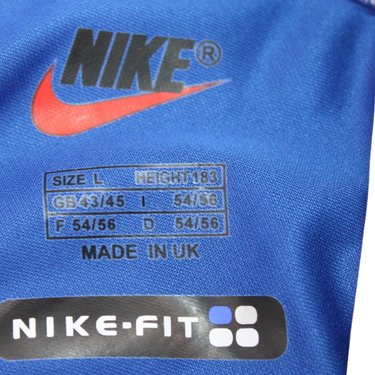 NIKE®
SIZE L HEIGHT 183
GB 43/45 I 54/56
F 54/56 D 54/56
MADE IN UK
NIKE-FIT